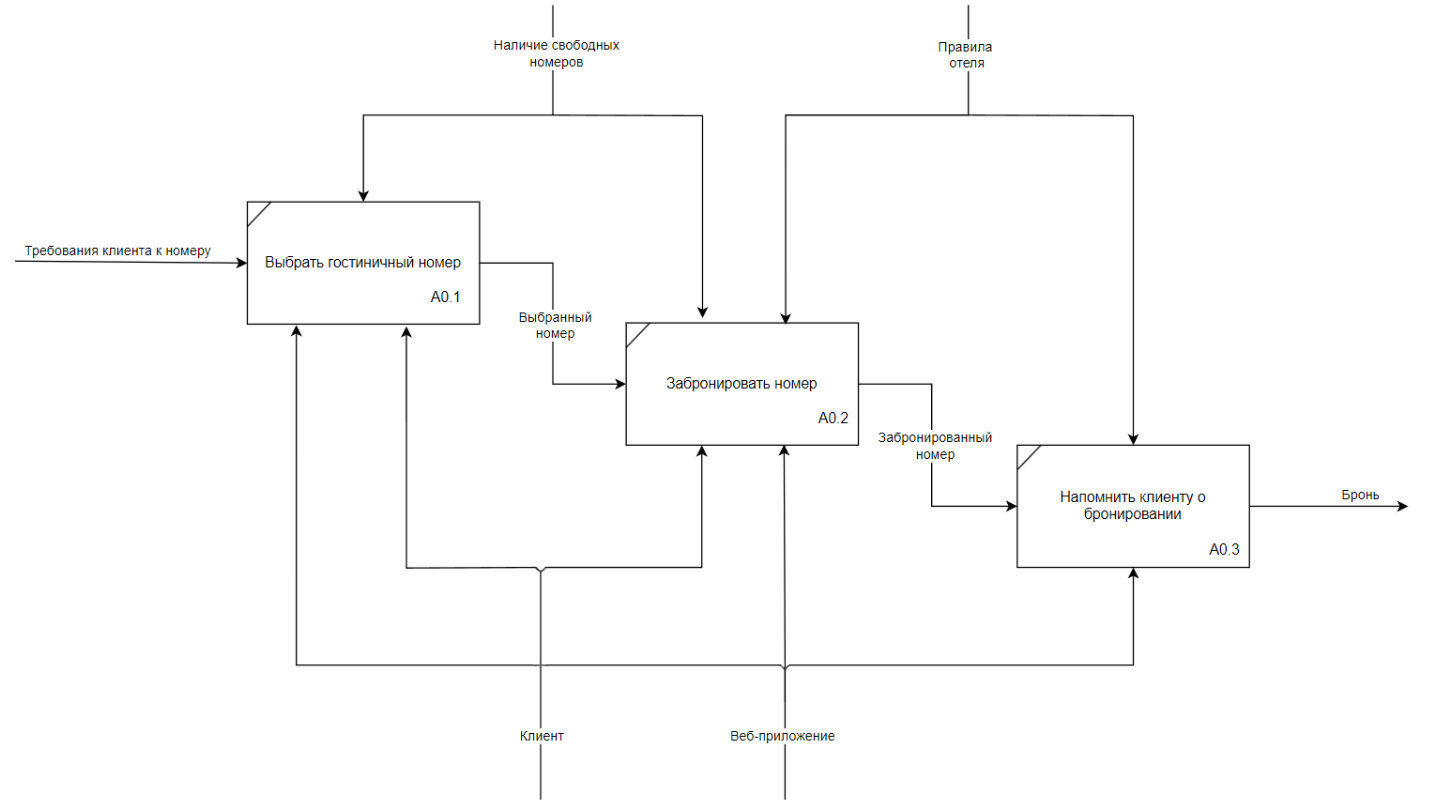 Наличие свободных
номеров
Правила
отеля
Требования клиента к номеру
Выбрать гостиничный номер
A0.1
Выбранный
номер
Забронировать номер
A0.2
Забронированный
номер
Напомнить клиенту о
бронировании
A0.3
Бронь
Клиент
Веб-приложение